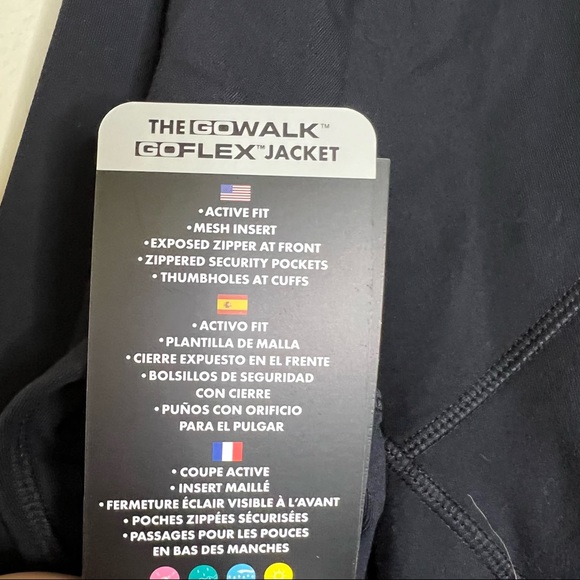 THE GOWALK™
GOFLEX™ JACKET
• ACTIVE FIT
• MESH INSERT
• EXPOSED ZIPPER AT FRONT
• ZIPPERED SECURITY POCKETS
• THUMBHOLES AT CUFFS
• ACTIVO FIT
• PLANTILLA DE MALLA
• CIERRE EXPUESTO EN EL FRENTE
• BOLSILLOS DE SEGURIDAD
CON CIERRE
• PUÑOS CON ORIFICIO
PARA EL PULGAR
• COUPE ACTIVE
• INSERT MAILLÉ
• FERMETURE ÉCLAIR VISIBLE À L'AVANT
• POCHES ZIPPÉES SÉCURISÉES
• PASSAGES POUR LES POUCES
EN BAS DES MANCHES